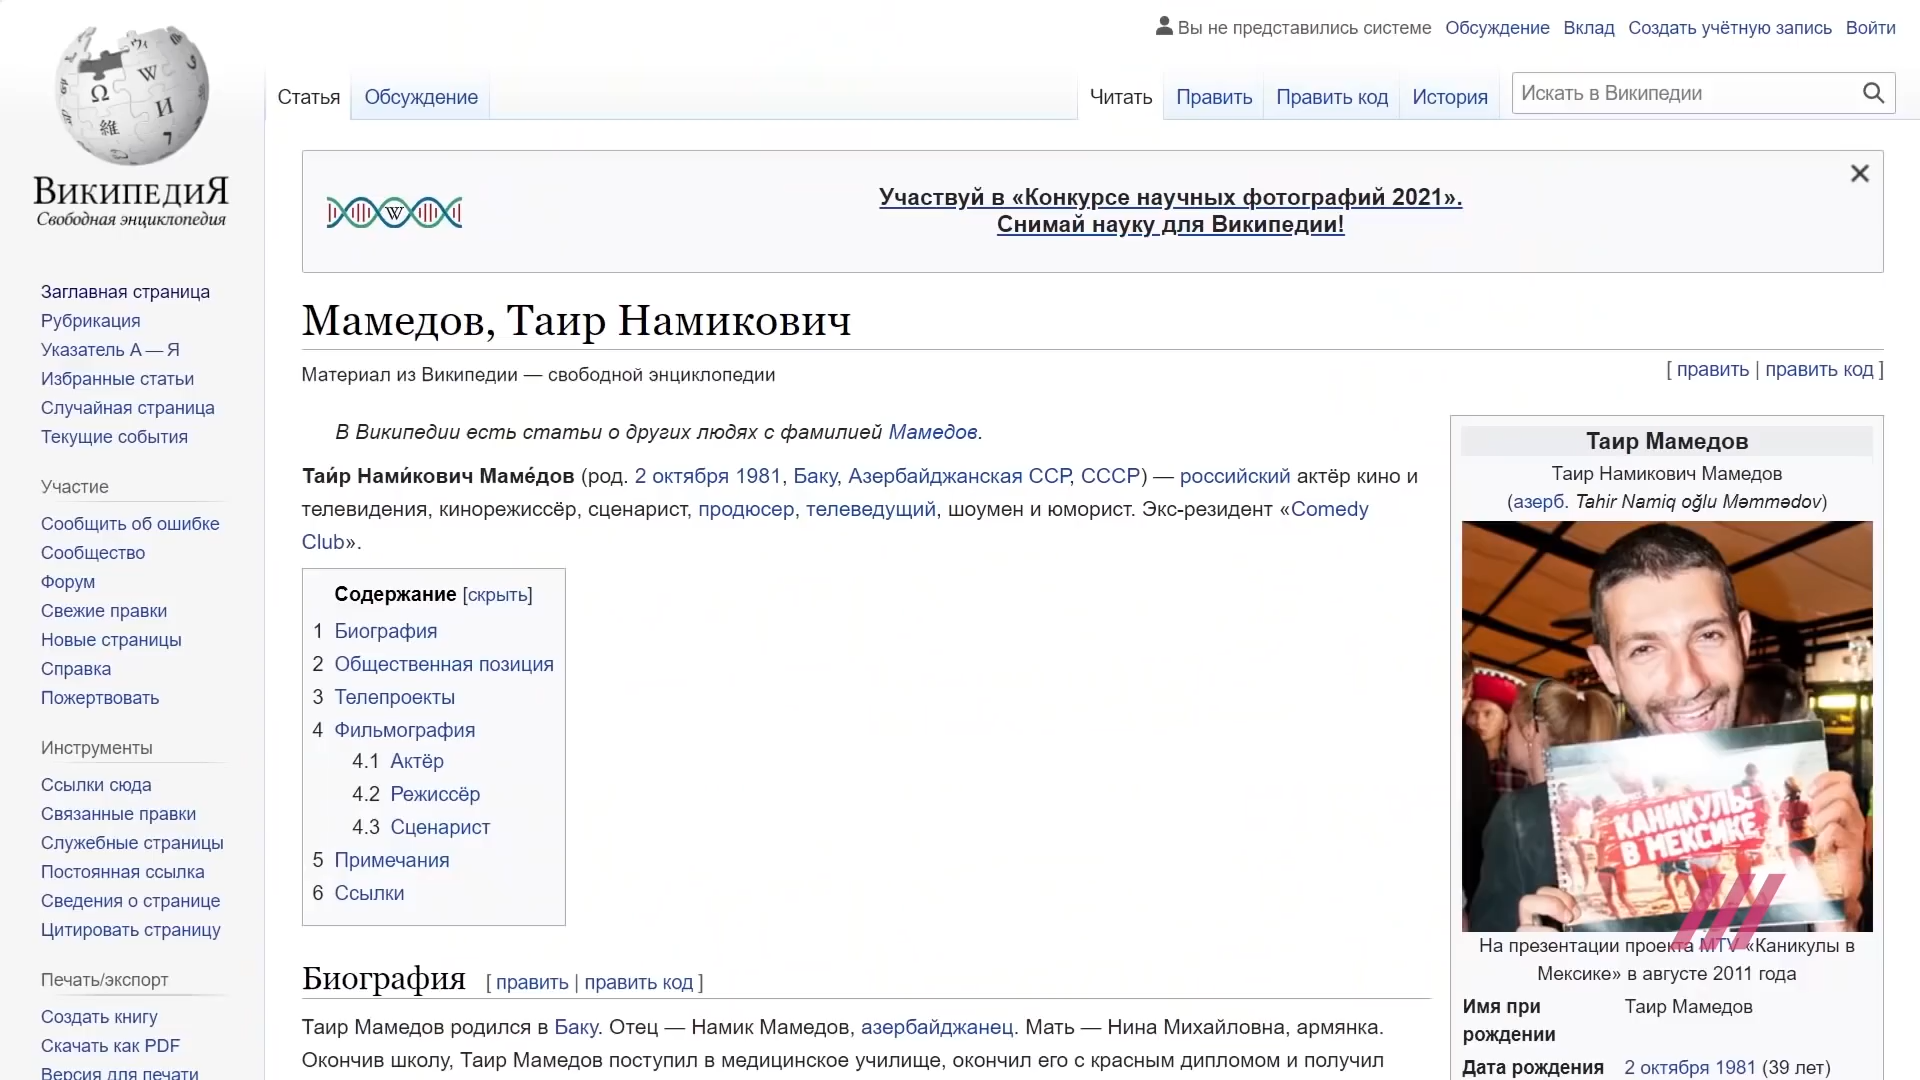 Вы не представились системе Обсуждение Вклад Создать учётную запись Войти
Статья Обсуждение Читать Править Править код История Искать в Википедии
ВИКИПЕДИЯ
Свободная энциклопедия
Участвуй в «Конкурсе научных фотографий 2021».
Снимай науку для Википедии!
Заглавная страница
Рубрикация
Указатель А — Я
Избранные статьи
Случайная страница
Текущие события
Участие
Сообщить об ошибке
Сообщество
Форум
Свежие правки
Новые страницы
Справка
Пожертвовать
Инструменты
Ссылки сюда
Связанные правки
Служебные страницы
Постоянная ссылка
Сведения о странице
Цитировать страницу
Печать/экспорт
Создать книгу
Скачать как PDF
Версия для печати
Мамедов, Таир Намикович
Материал из Википедии — свободной энциклопедии
[ править | править код ]
В Википедии есть статьи о других людях с фамилией Мамедов.
Таи́р Нами́кович Маме́дов (род. 2 октября 1981, Баку, Азербайджанская ССР, СССР) — российский актёр кино и
телевидения, кинорежиссёр, сценарист, продюсер, телеведущий, шоумен и юморист. Экс-резидент «Comedy
Club».
Содержание [скрыть]
1 Биография
2 Общественная позиция
3 Телепроекты
4 Фильмография
4.1 Актёр
4.2 Режиссёр
4.3 Сценарист
5 Примечания
6 Ссылки
Биография [ править | править код ]
Таир Мамедов родился в Баку. Отец — Намик Мамедов, азербайджанец. Мать — Нина Михайловна, армянка.
Окончив школу, Таир Мамедов поступил в медицинское училище, окончил его с красным дипломом и получил
Таир Мамедов
Таир Намикович Мамедов
(азерб. Tahir Namiq oğlu Məmmədov)
КАНИКУЛЫ
В МЕКСИКЕ
На презентации проекта MTV «Каникулы в
Мексике» в августе 2011 года
Имя при
рождении
Таир Мамедов
Дата рождения 2 октября 1981 (39 лет)